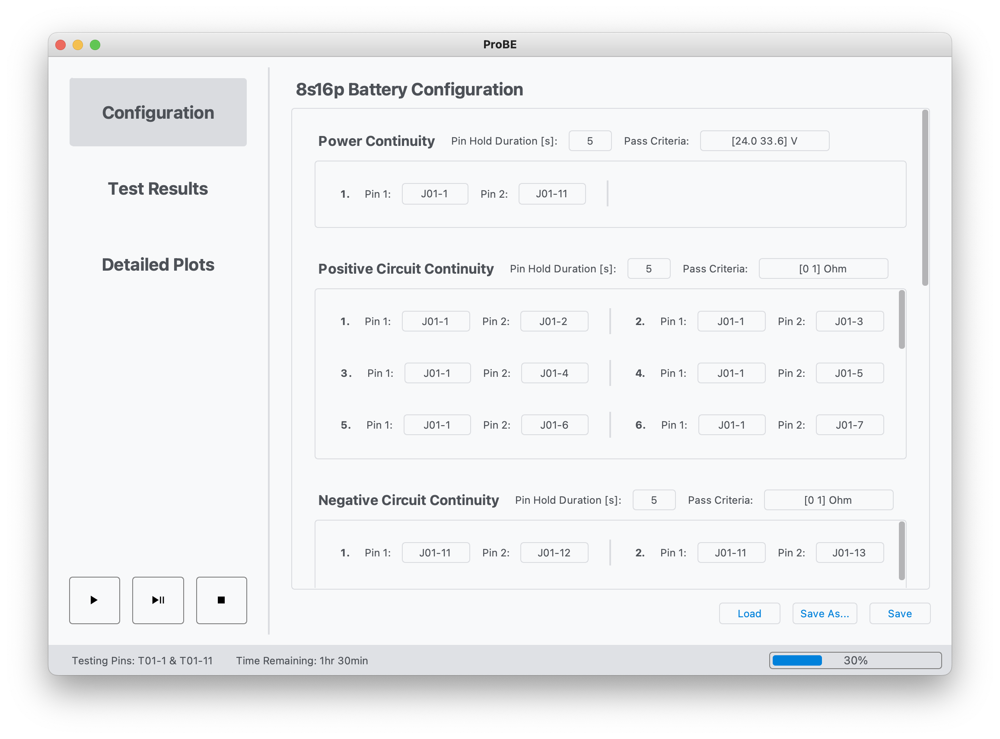 ProBE
Configuration
Test Results
Detailed Plots
8s16p Battery Configuration
Power Continuity Pin Hold Duration [s]: 5 Pass Criteria: [24.0 33.6] V
1. Pin 1: J01-1 Pin 2: J01-11
Positive Circuit Continuity Pin Hold Duration [s]: 5 Pass Criteria: [0 1] Ohm
1. Pin 1: J01-1 Pin 2: J01-2 2. Pin 1: J01-1 Pin 2: J01-3
3. Pin 1: J01-1 Pin 2: J01-4 4. Pin 1: J01-1 Pin 2: J01-5
5. Pin 1: J01-1 Pin 2: J01-6 6. Pin 1: J01-1 Pin 2: J01-7
Negative Circuit Continuity Pin Hold Duration [s]: 5 Pass Criteria: [0 1] Ohm
1. Pin 1: J01-11 Pin 2: J01-12 2. Pin 1: J01-11 Pin 2: J01-13
Load Save As... Save
Testing Pins: T01-1 & T01-11 Time Remaining: 1hr 30min 30%